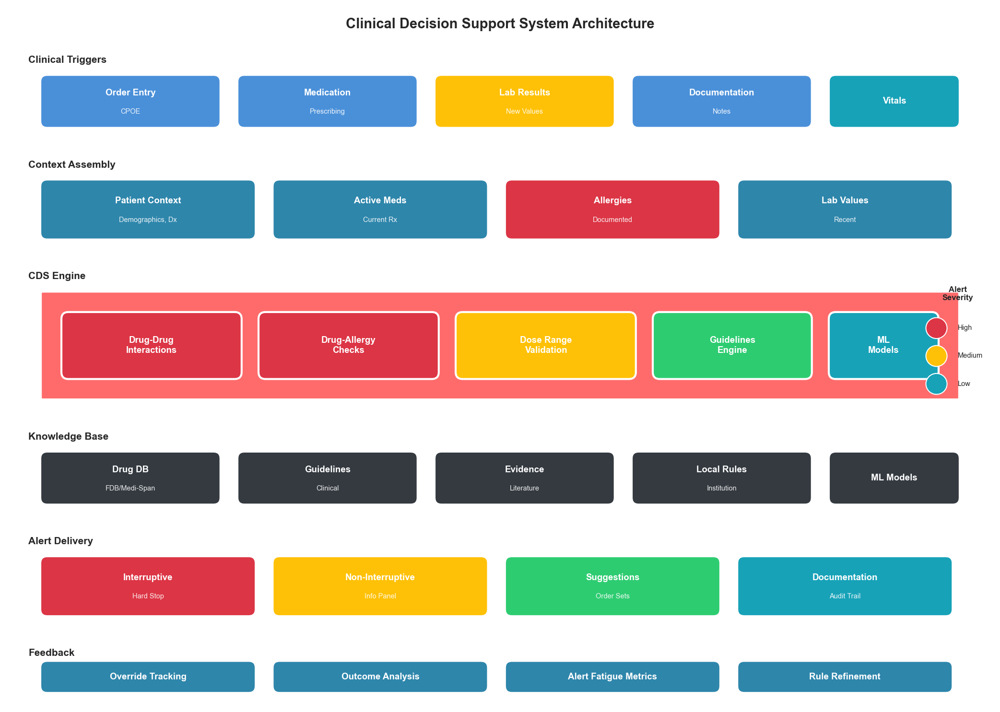 Clinical Decision Support System Architecture
Clinical Triggers
Order Entry
CPOE
Medication
Prescribing
Lab Results
New Values
Documentation
Notes
Vitals
Context Assembly
Patient Context
Demographics, Dx
Active Meds
Current Rx
Allergies
Documented
Lab Values
Recent
CDS Engine
Drug-Drug
Interactions
Drug-Allergy
Checks
Dose Range
Validation
Guidelines
Engine
ML
Models
Alert
Severity
High
Medium
Low
Knowledge Base
Drug DB
FDB/Medi-Span
Guidelines
Clinical
Evidence
Literature
Local Rules
Institution
ML Models
Alert Delivery
Interruptive
Hard Stop
Non-Interruptive
Info Panel
Suggestions
Order Sets
Documentation
Audit Trail
Feedback
Override Tracking
Outcome Analysis
Alert Fatigue Metrics
Rule Refinement